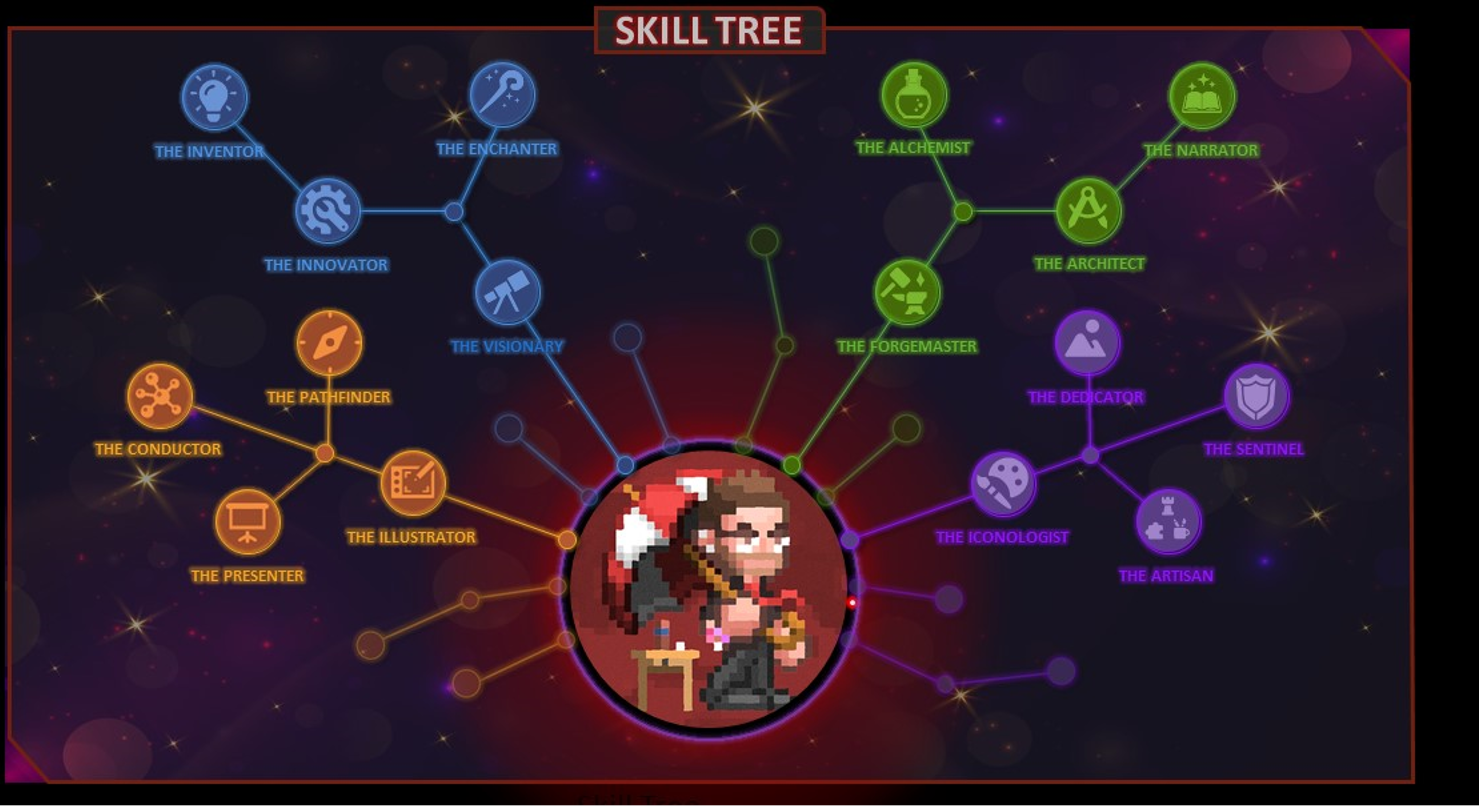 SKILL TREE
THE INVENTOR
THE ENCHANTER
THE ALCHEMIST
THE NARRATOR
THE INNOVATOR
THE ARCHITECT
THE VISIONARY
THE FORGEMASTER
THE PATHFINDER
THE DEDICATOR
THE CONDUCTOR
THE SENTINEL
THE ILLUSTRATOR
THE ICONOLOGIST
THE PRESENTER
THE ARTISAN